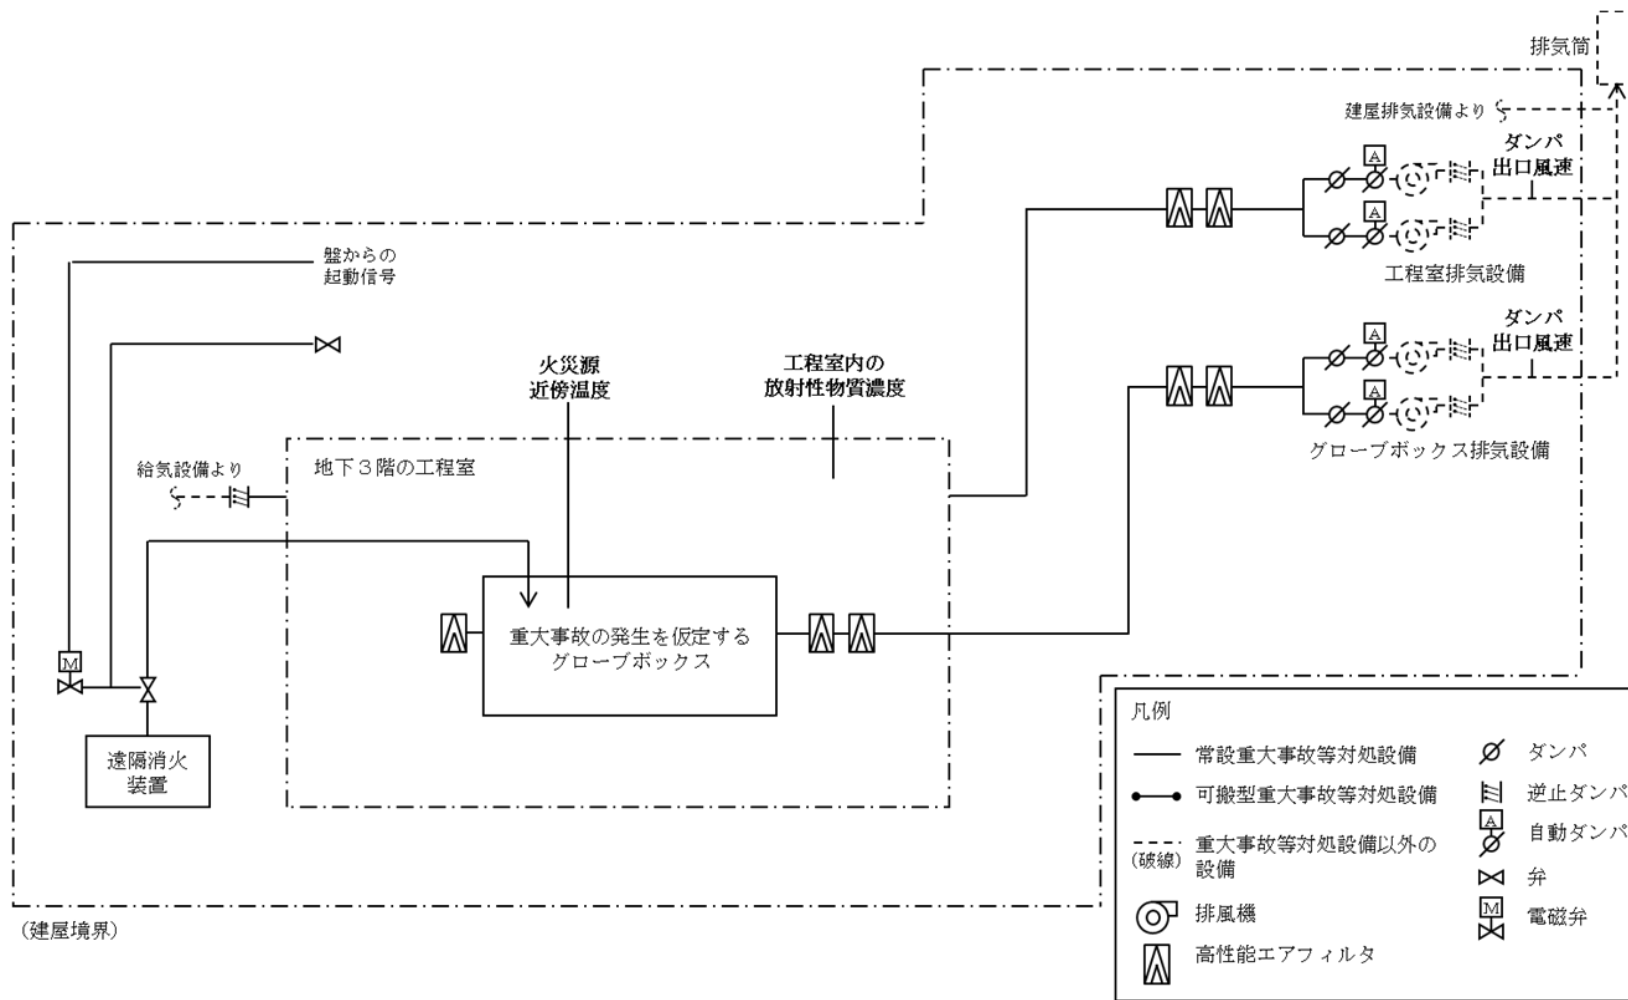 排気筒
建屋排気設備より
ダンパ
出口風速
A
A
工程室排気設備
盤からの
起動信号
ダンパ
出口風速
A
A
グローブボックス排気設備
火災源
近傍温度
工程室内の
放射性物質濃度
給気設備より
地下３階の工程室
重大事故の発生を仮定する
グローブボックス
M
遠隔消火
装置
(建屋境界)
凡例
常設重大事故等対処設備
可搬型重大事故等対処設備
重大事故等対処設備以外の
設備
(破線)
排風機
高性能エアフィルタ
ダンパ
逆止ダンパ
A
自動ダンパ
弁
M
電磁弁